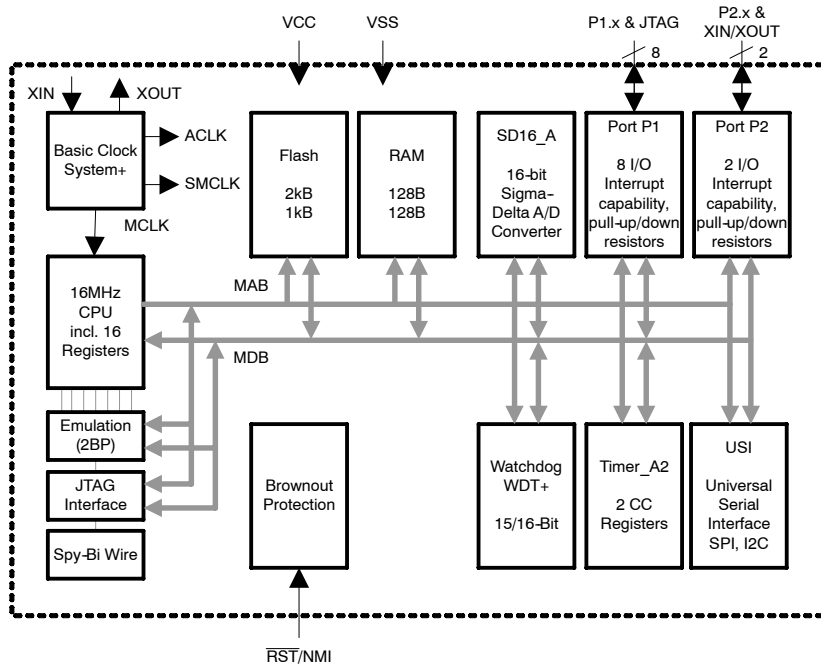 VCC
VSS
P1.x & JTAG
8
P2.x &
XIN/XOUT
2
XIN
XOUT
Basic Clock
System+
ACLK
SMCLK
MCLK
Flash
2kB
1kB
RAM
128B
128B
SD16_A
16-bit
Sigma-
Delta A/D
Converter
Port P1
8 I/O
Interrupt
capability,
pull-up/down
resistors
Port P2
2 I/O
Interrupt
capability,
pull-up/down
resistors
16MHz
CPU
incl. 16
Registers
MAB
MDB
Emulation
(2BP)
JTAG
Interface
Spy-Bi Wire
Brownout
Protection
Watchdog
WDT+
15/16-Bit
Timer_A2
2 CC
Registers
USI
Universal
Serial
Interface
SPI, I2C
RST/NMI